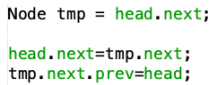 Node tmp = head.next;
head.next=tmp.next;
tmp.next.prev=head;